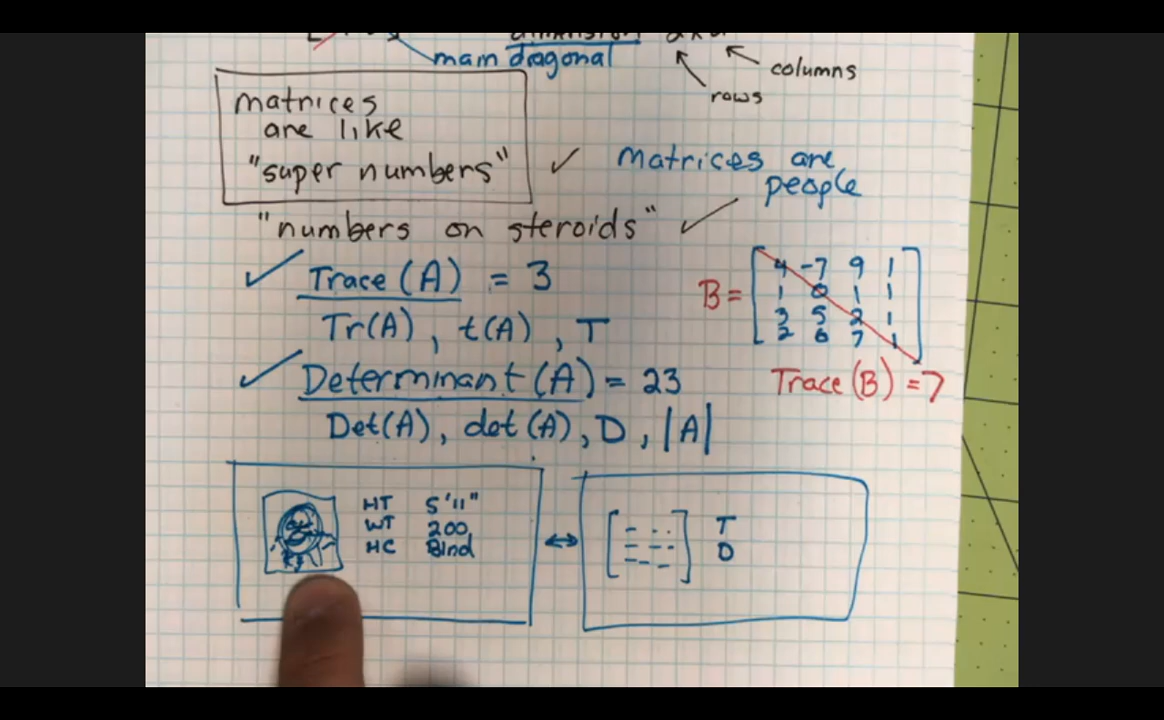 main diagonal
columns
rows
matrices
are like
"super numbers"
matrices are
people
"numbers on steroids"
Trace (A) = 3
Tr(A), t(A), T
B = [
4 -7 9 1
1 0 1 1
3 5 2 1
2 6 7 1
]
Trace (B) = 7
Determinant (A) = 23
Det(A), det (A), D, |A|
HT 5'11"
WT 200
HC Blnd
T
D